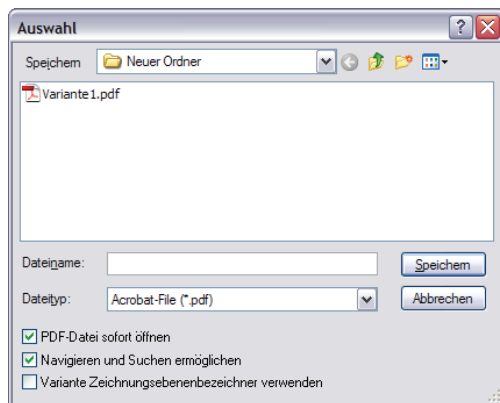 Auswahl
Speichern Neuer Ordner
Variante1.pdf
Dateiname: Speichern
Dateityp: Acrobat-File (*.pdf) Abbrechen
PDF-Datei sofort öffnen
Navigieren und Suchen ermöglichen
Variante Zeichnungsebenenbezeichner verwenden